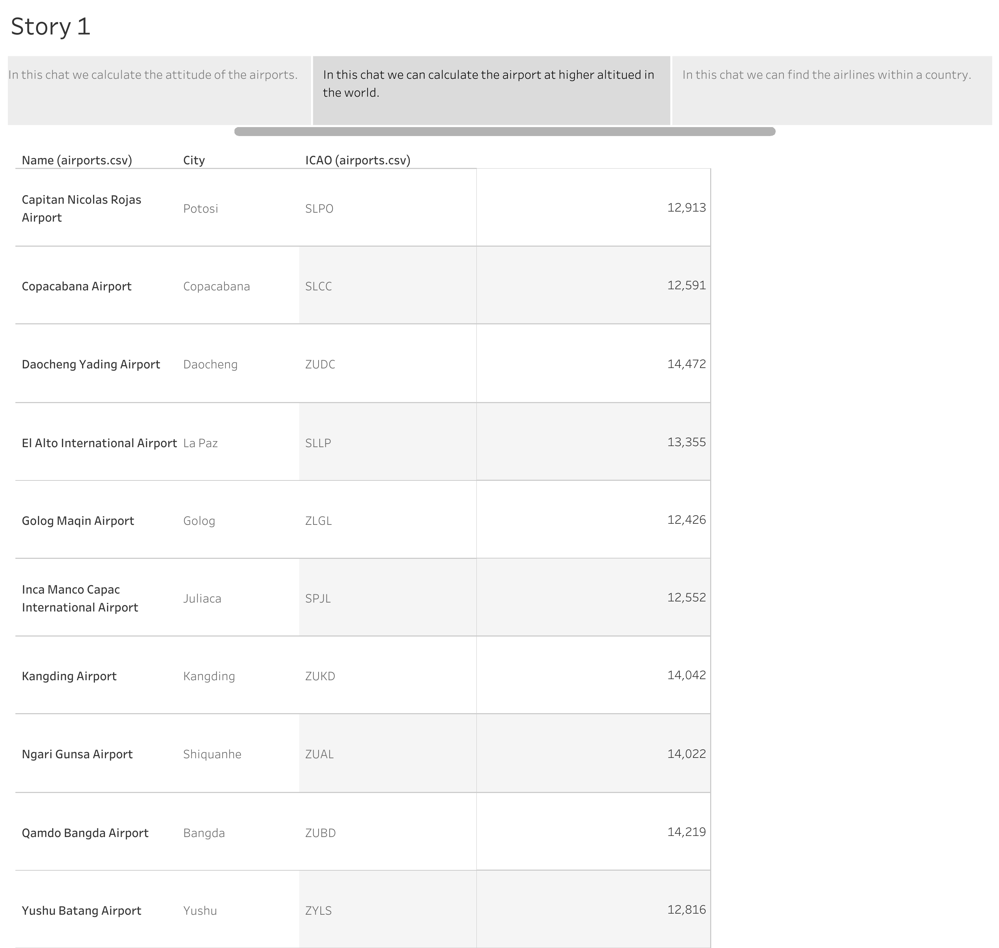 Story 1
In this chat we calculate the attitude of the airports.
In this chat we can calculate the airport at higher altitued in
the world.
In this chat we can find the airlines within a country.
Name (airports.csv) City ICAO (airports.csv)
Capitan Nicolas Rojas
Airport
Potosi SLPO 12,913
Copacabana Airport Copacabana SLCC 12,591
Daocheng Yading Airport Daocheng ZUDC 14,472
El Alto International Airport La Paz SLLP 13,355
Golog Maqin Airport Golog ZLGL 12,426
Inca Manco Capac
International Airport
Juliaca SPJL 12,552
Kangding Airport Kangding ZUKD 14,042
Ngari Gunsa Airport Shiquanhe ZUAL 14,022
Qamdo Bangda Airport Bangda ZUBD 14,219
Yushu Batang Airport Yushu ZYLS 12,816